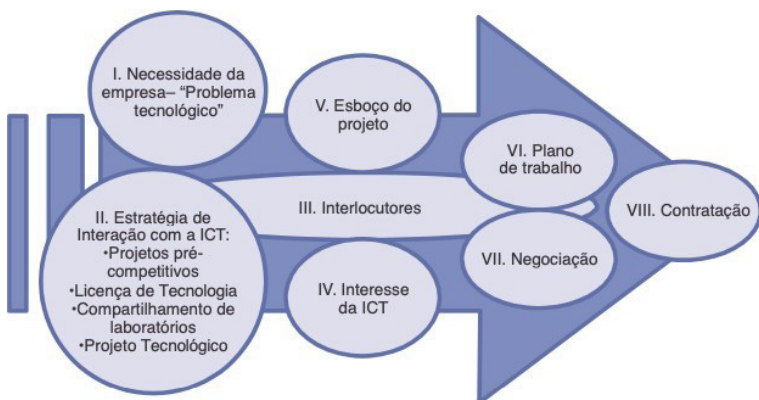 I. Necessidade da
empresa– “Problema
tecnológico”
II. Estratégia de
Interação com a ICT:
•Projetos pré-
competitivos
•Licença de Tecnologia
•Compartilhamento de
laboratórios
•Projeto Tecnológico
III. Interlocutores
IV. Interesse
da ICT
V. Esboço do
projeto
VI. Plano
de trabalho
VII. Negociação
VIII. Contratação